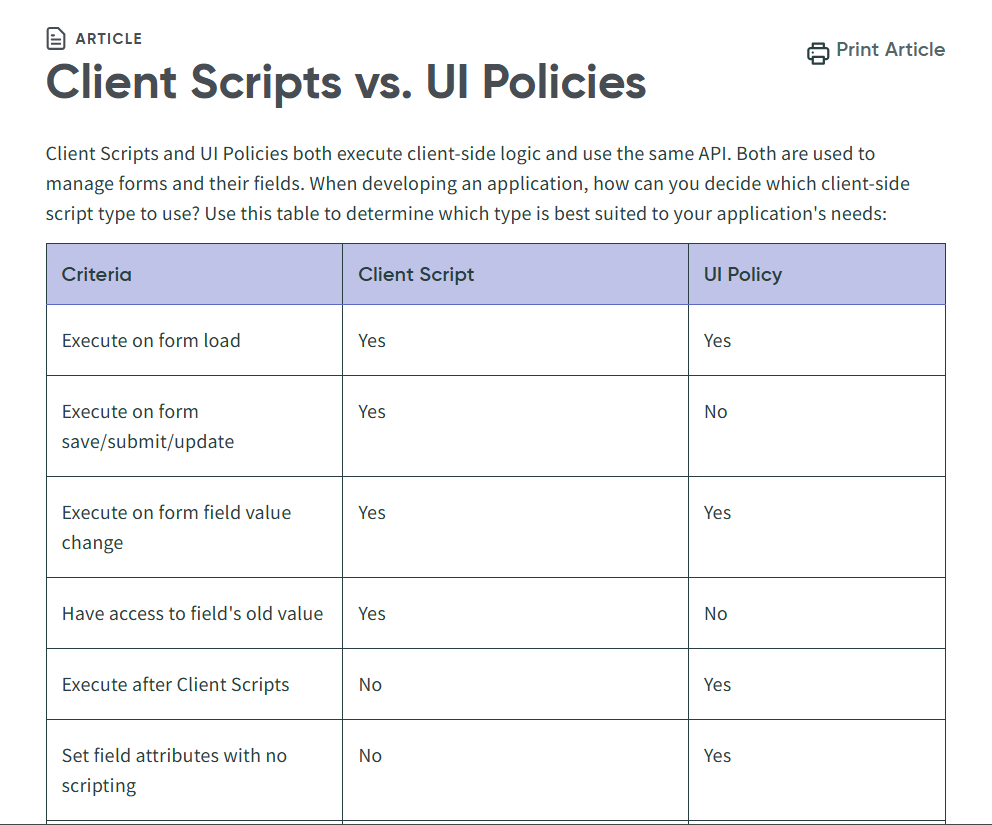 ARTICLE
Print Article
Client Scripts vs. UI Policies
Client Scripts and UI Policies both execute client-side logic and use the same API. Both are used to
manage forms and their fields. When developing an application, how can you decide which client-side
script type to use? Use this table to determine which type is best suited to your application's needs:
Criteria Client Script UI Policy
Execute on form load Yes Yes
Execute on form Yes No
save/submit/update
Execute on form field value Yes Yes
change
Have access to field's old value Yes No
Execute after Client Scripts No Yes
Set field attributes with no No Yes
scripting